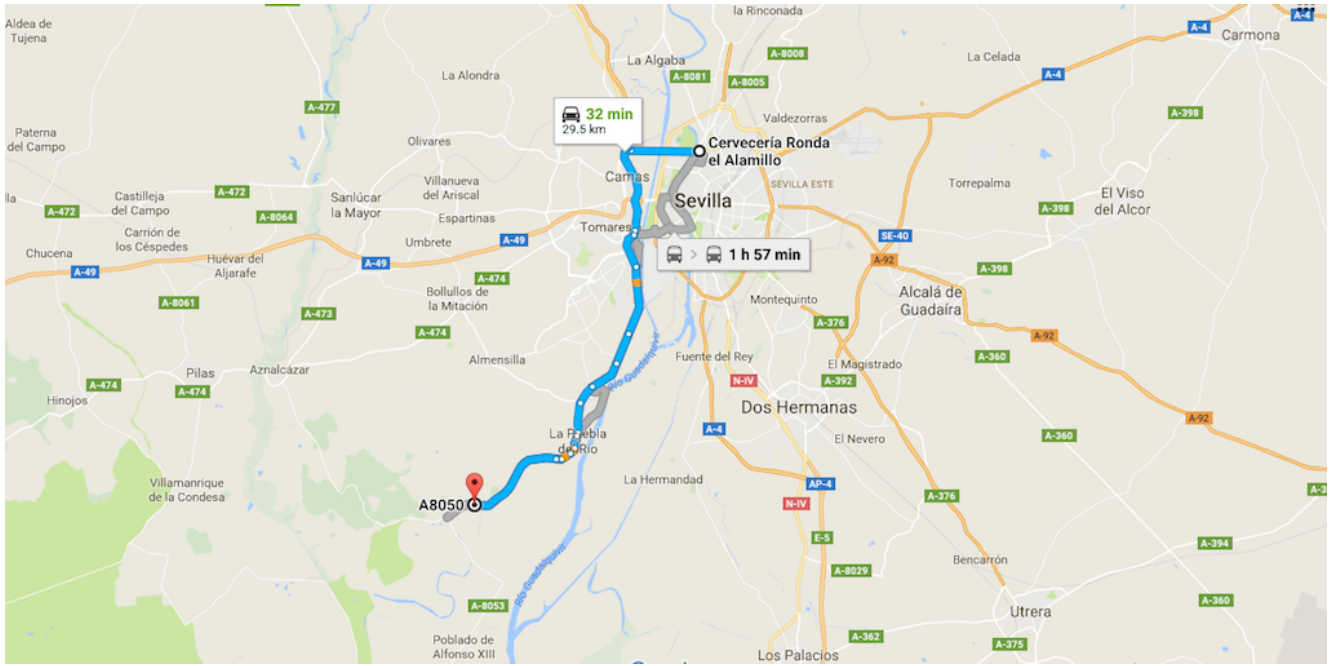 Aldea de
Tujena
la Rinconada
A-4
Carmona
A-4
La Algaba
A-8008
La Celada
A-4
La Alondra
A-8081
A-8005
A-477
32 min
29.5 km
Valdezorras
A-398
Paterna
del Campo
Olivares
Cervecería Ronda
el Alamillo
Camas
Castilleja
del Campo
A-472
Sanlúcar
la Mayor
Villanueva
del Ariscal
SEVILLA ESTE
Torrepalma
El Viso
del Alcor
A-472
A-8064
Espartinas
Sevilla
A-398
Carrión de
los Céspedes
Umbrete
A-49
Tomares
SE-40
Chucena
Huévar del
Aljarafe
A-49
1 h 57 min
A-92
A-398
A-49
A-474
A-8061
A-473
Bollullos de
la Mitación
Montequinto
Alcalá de
Guadaíra
A-474
A-376
A-92
Almensilla
Río Guadalquivir
Fuente del Rey
El Magistrado
A-360
A-474
Pilas
A-474
Aznalcázar
N-IV
A-392
Hinojos
Dos Hermanas
A-92
La Puebla
del Río
A-4
El Nevero
A-360
Villamanrique
de la Condesa
La Hermandad
AP-4
A-376
A8050
N-IV
E-5
A-394
Río Guadalquivir
A-8029
Bencarrón
A-8053
A-360
Utrera
Poblado de
Alfonso XIII
A-362
A-375
Los Palacios